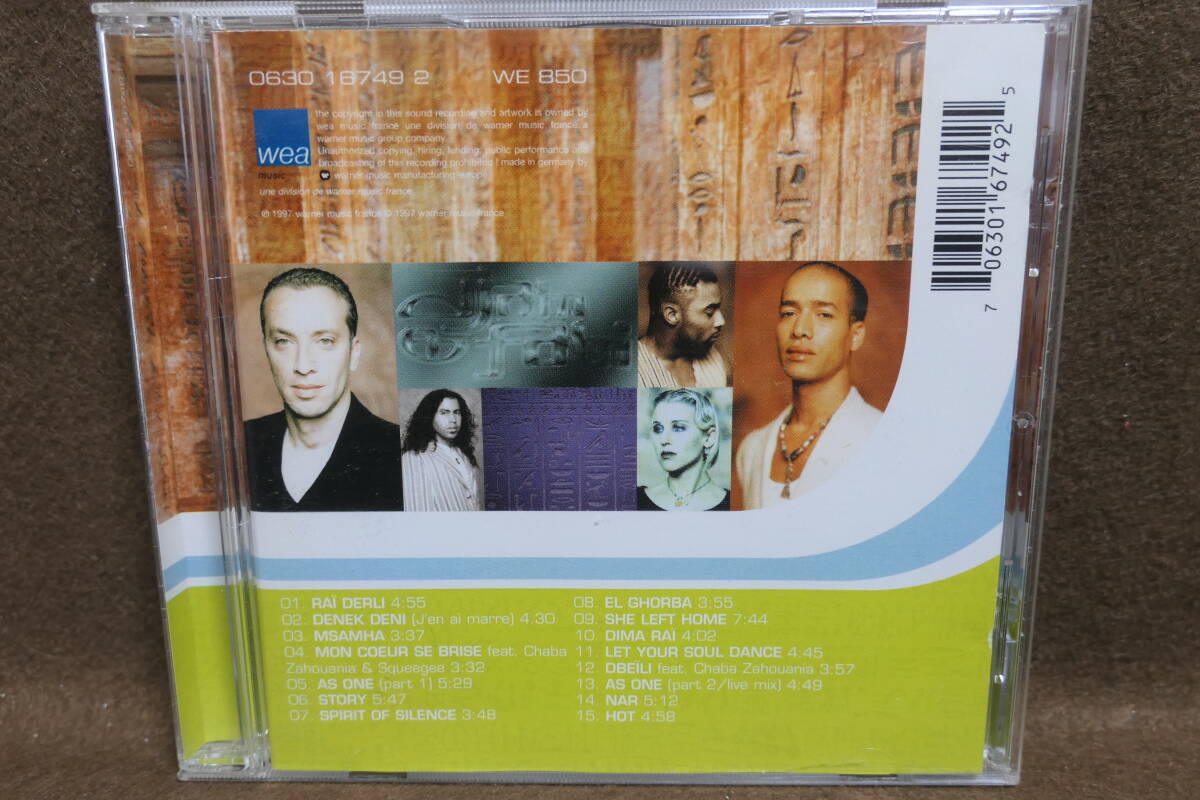 0630 16749 2 WE 850
the copyright in this sound recording and artwork is owned by
wea music france une division de warner music france a
warner music group company.
Unauthorized copying, hiring, lending, public performance and
broadcasting of this recording prohibited ! made in germany by
warner music manufacturing europe
wea
music
une division de warner music france
℗ 1997 warner music france © 1997 warner music france
7 06301 67492 5
01. RAÏ DERLI 4:55
02. DENEK DENI (J'en ai marre) 4.30
03. MSAMHA 3:37
04. MON COEUR SE BRISE feat. Chaba
Zahouania & Squeegee 3:32
05. AS ONE (part 1) 5:29
06. STORY 5:47
07. SPIRIT OF SILENCE 3:48
08. EL GHORBA 3:55
09. SHE LEFT HOME 7:44
10. DIMA RAÏ 4:02
11. LET YOUR SOUL DANCE 4:45
12. DBEÏLI feat. Chaba Zahouania 3:57
13. AS ONE (part 2/live mix) 4:49
14. NAR 5:12
15. HOT 4:58